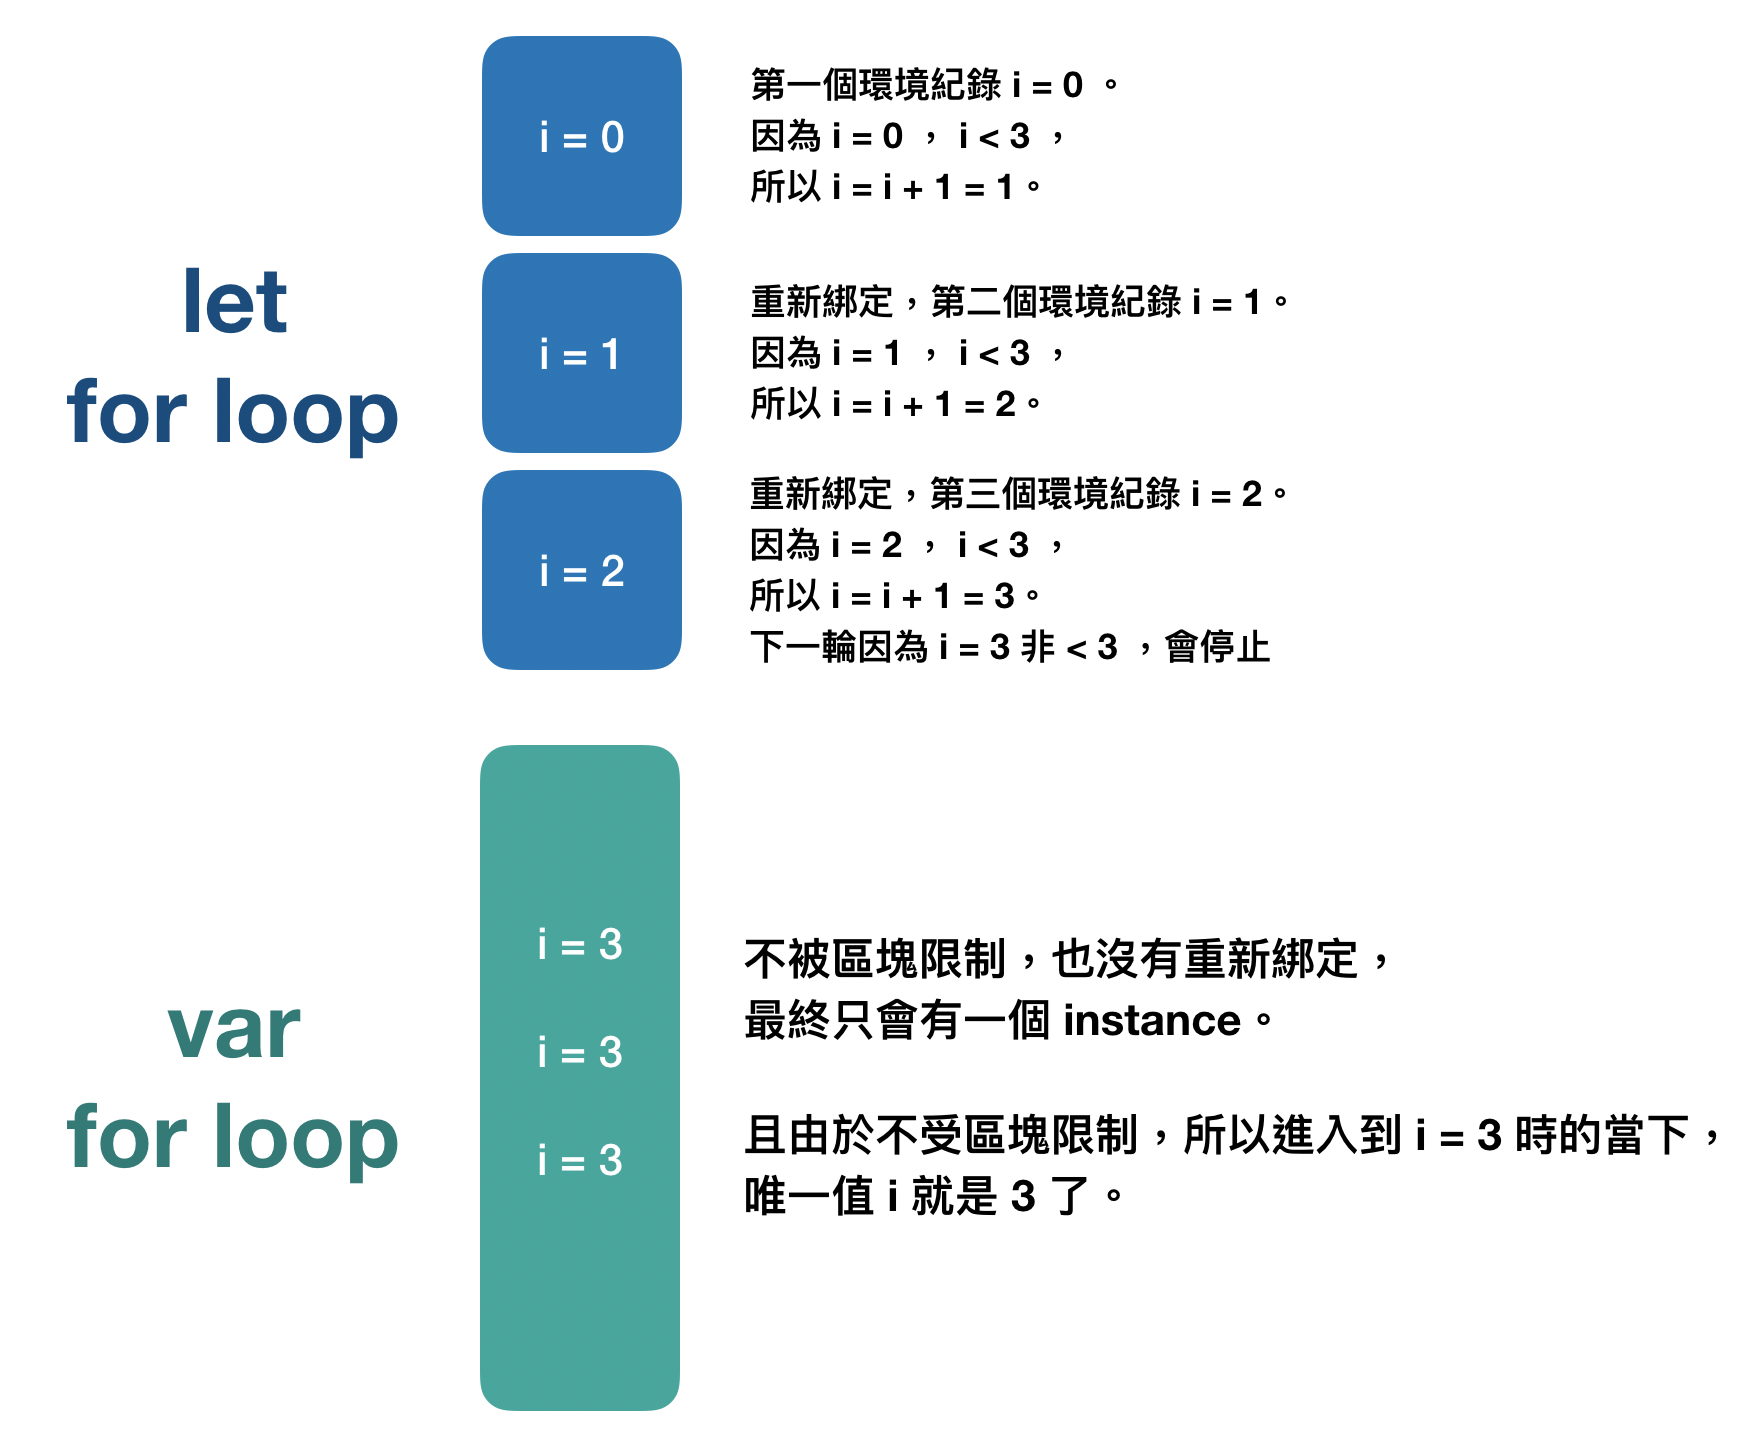 let
for loop
i = 0
第一個環境紀錄 i = 0 。
因為 i = 0 ， i < 3 ，
所以 i = i + 1 = 1。
i = 1
重新綁定，第二個環境紀錄 i = 1。
因為 i = 1 ， i < 3 ，
所以 i = i + 1 = 2。
i = 2
重新綁定，第三個環境紀錄 i = 2。
因為 i = 2 ， i < 3 ，
所以 i = i + 1 = 3。
下一輪因為 i = 3 非 < 3 ，會停止
var
for loop
i = 3
i = 3
i = 3
不被區塊限制，也沒有重新綁定，
最終只會有一個 instance。
且由於不受區塊限制，所以進入到 i = 3 時的當下，
唯一值 i 就是 3 了。